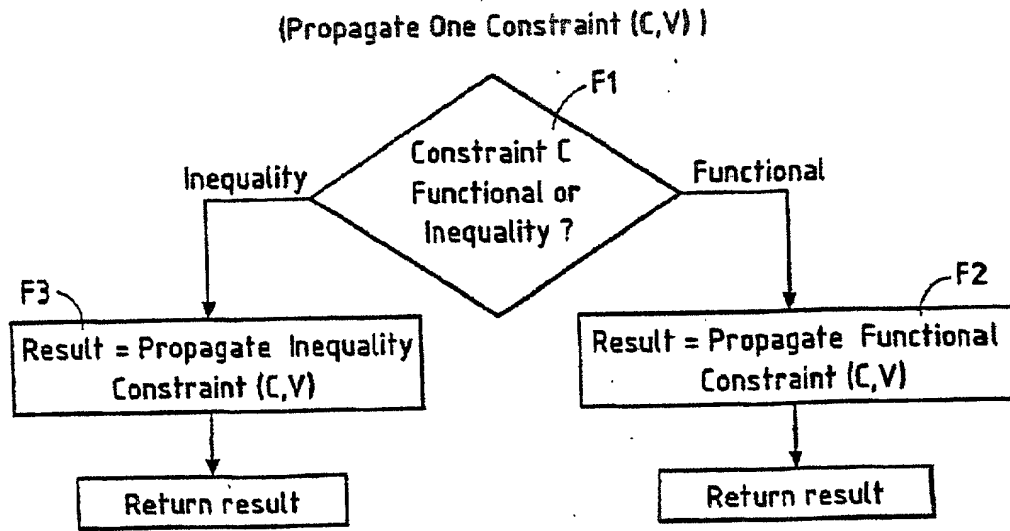 (Propagate One Constraint (C,V) )
F1
Constraint C
Functional or
Inequality ?
Inequality
Functional
F3
Result = Propagate Inequality
Constraint (C,V)
F2
Result = Propagate Functional
Constraint (C,V)
Return result
Return result